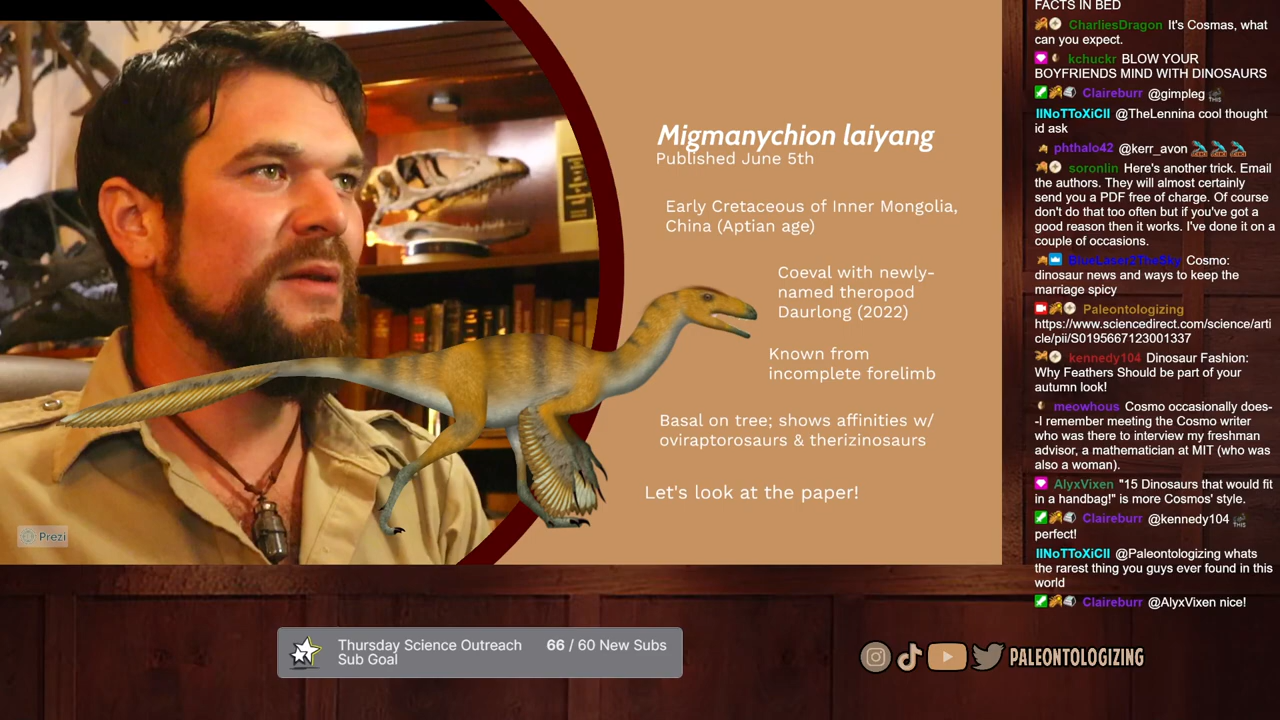 Migmanychion laiyang
Published June 5th
Early Cretaceous of Inner Mongolia,
China (Aptian age)
Coeval with newly-
named theropod
Daurlong (2022)
Known from
incomplete forelimb
Basal on tree; shows affinities w/
oviraptorosaurs & therizinosaurs
Let's look at the paper!
Prezi
Thursday Science Outreach
Sub Goal
66 / 60 New Subs
PALEONTOLOGIZING
FACTS IN BED
CharliesDragon It's Cosmas, what
can you expect.
kchuckr BLOW YOUR
BOYFRIENDS MIND WITH DINOSAURS
Claireburr @gimpleg
IINoTToXiCII @TheLennina cool thought
id ask
phthalo42 @kerr_avon
soronlin Here's another trick. Email
the authors. They will almost certainly
send you a PDF free of charge. Of course
don't do that too often but if you've got a
good reason then it works. I've done it on a
couple of occasions.
BlueLaser2TheSky Cosmo:
dinosaur news and ways to keep the
marriage spicy
Paleontologizing
https://www.sciencedirect.com/science/arti
cle/pii/S0195667123001337
kennedy104 Dinosaur Fashion:
Why Feathers Should be part of your
autumn look!
meowhous Cosmo occasionally does-
-I remember meeting the Cosmo writer
who was there to interview my freshman
advisor, a mathematician at MIT (who was
also a woman).
AlyxVixen "15 Dinosaurs that would fit
in a handbag!" is more Cosmos' style.
Claireburr @kennedy104
perfect!
IINoTToXiCII @Paleontologizing whats
the rarest thing you guys ever found in this
world
Claireburr @AlyxVixen nice!